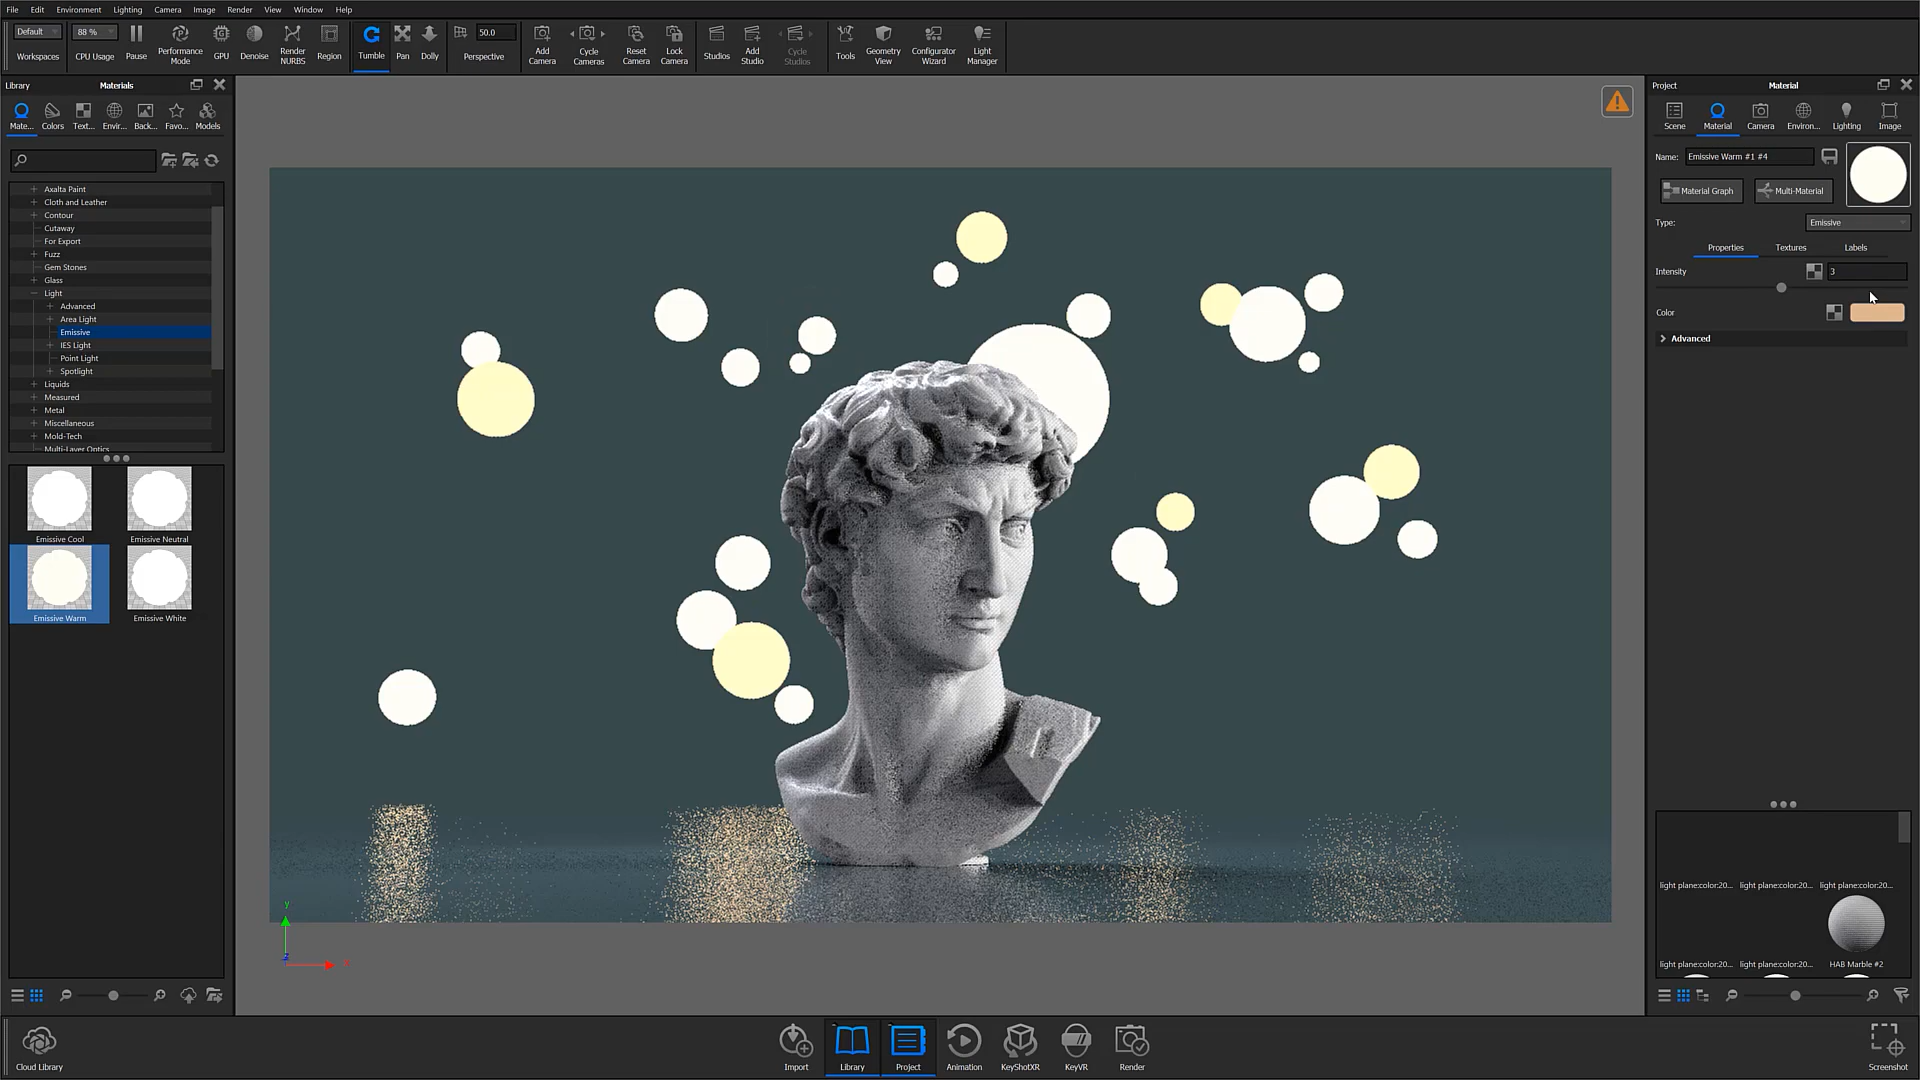 File Edit Environment Lighting Camera Image Render View Window Help
Default 88 % 50.0
Workspaces CPU Usage Pause Performance Mode GPU Denoise Render NURBS Region Tumble Pan Dolly Perspective Add Camera Cycle Cameras Reset Camera Lock Camera Studios Add Studio Cycle Studios Tools Geometry View Configurator Wizard Light Manager
Library Materials
Mate... Colors Text... Envir... Back... Favo... Models
Axalta Paint
Cloth and Leather
Contour
Cutaway
For Export
Fuzz
Gem Stones
Glass
Light
Advanced
Area Light
Emissive
IES Light
Point Light
Spotlight
Liquids
Measured
Metal
Miscellaneous
Mold-Tech
Multi-Layer Optics
Emissive Cool Emissive Neutral
Emissive Warm Emissive White
y
Project Material
Scene Material Camera Environ... Lighting Image
Name: Emissive Warm #1 #4
Material Graph Multi-Material
Type: Emissive
Properties Textures Labels
Intensity 3
Color
Advanced
light plane:color:20... light plane:color:20... light plane:color:20...
light plane:color:20... light plane:color:20... HAB Marble #2
Cloud Library Import Library Project Animation KeyShotXR KeyVR Render Screenshot